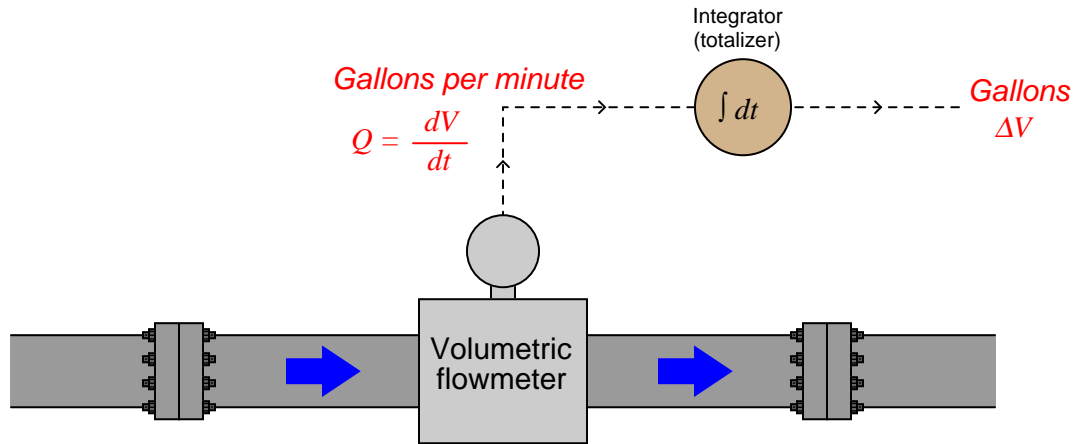 Integrator
(totalizer)
Gallons per minute
Q = dV/dt
∫ dt
Gallons
ΔV
Volumetric
flowmeter